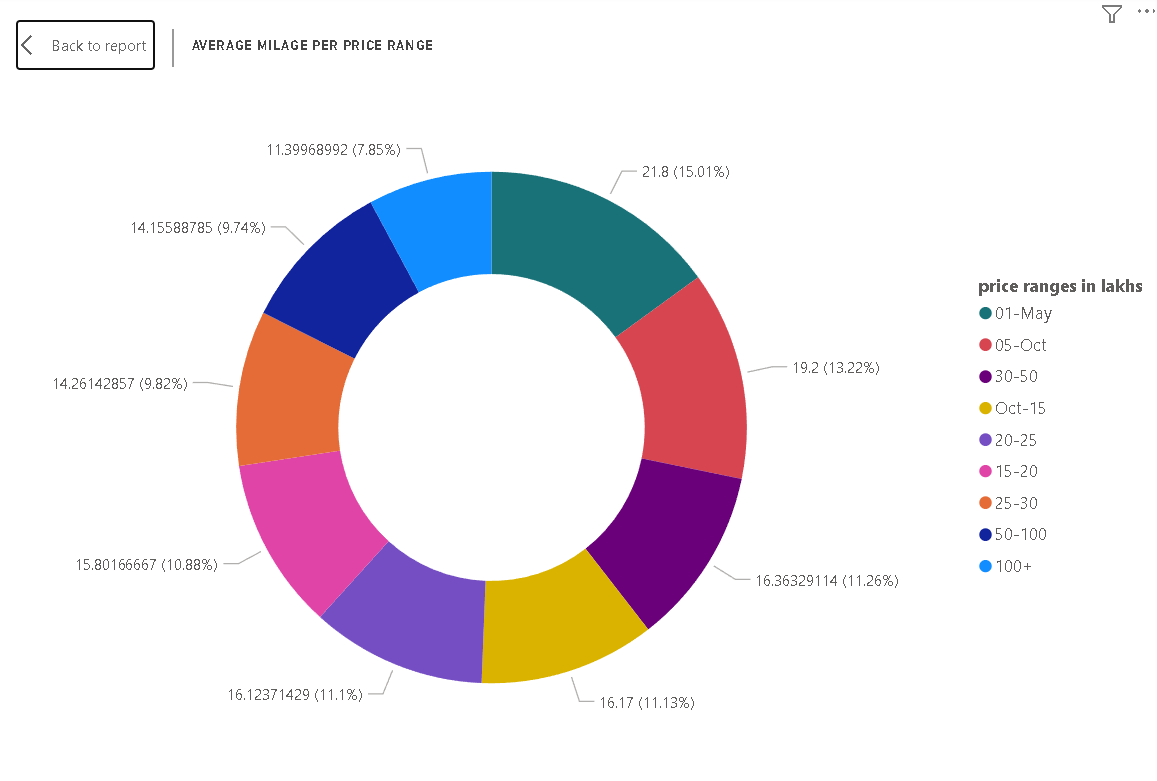 Back to report
AVERAGE MILAGE PER PRICE RANGE
11.39968992 (7.85%)
21.8 (15.01%)
14.15588785 (9.74%)
19.2 (13.22%)
14.26142857 (9.82%)
15.80166667 (10.88%)
16.36329114 (11.26%)
16.12371429 (11.1%)
16.17 (11.13%)
price ranges in lakhs
01-May
05-Oct
30-50
Oct-15
20-25
15-20
25-30
50-100
100+